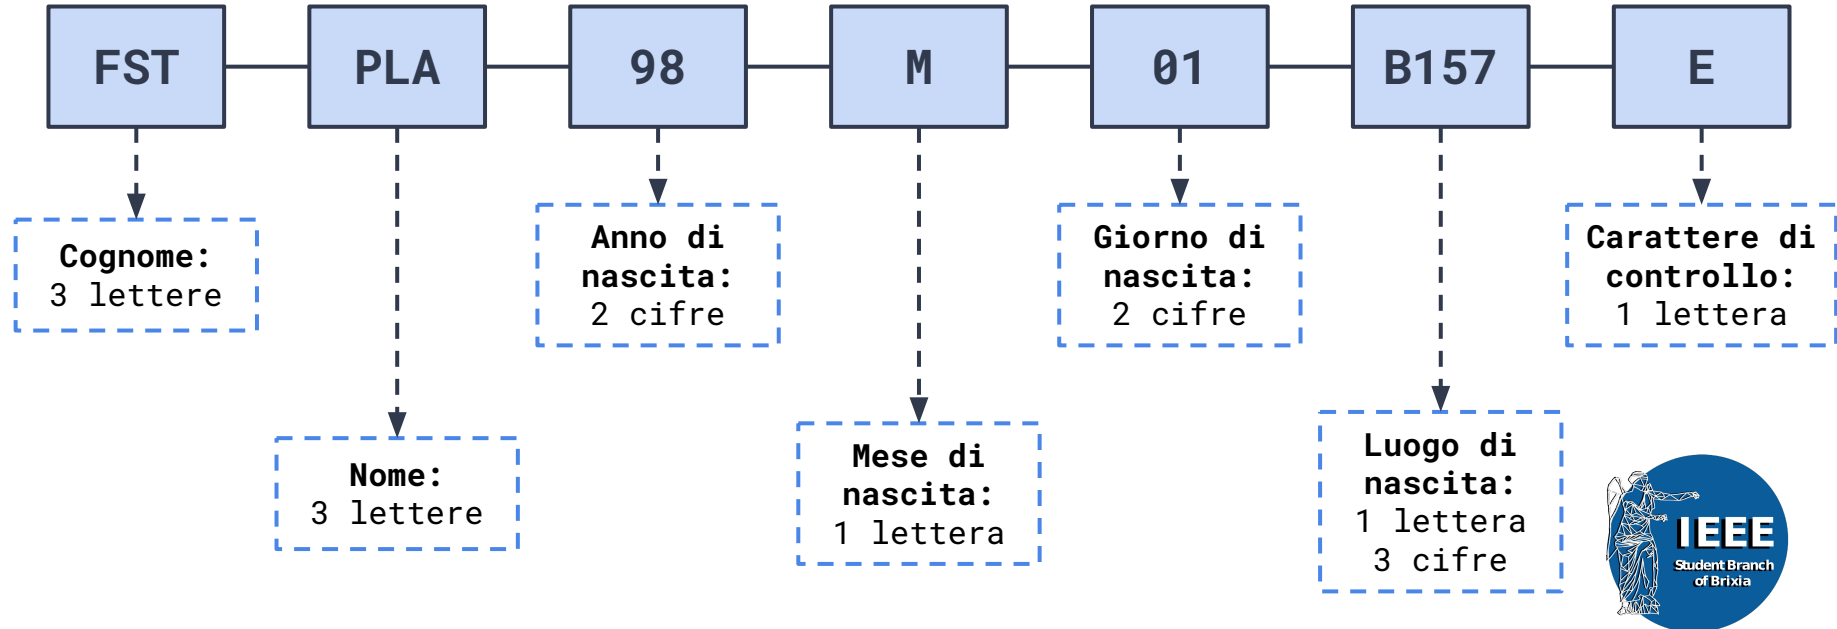 FST PLA 98 M 01 B157 E
Cognome:
3 lettere
Nome:
3 lettere
Anno di
nascita:
2 cifre
Mese di
nascita:
1 lettera
Giorno di
nascita:
2 cifre
Luogo di
nascita:
1 lettera
3 cifre
Carattere di
controllo:
1 lettera
IEEE
Student Branch
of Brixia